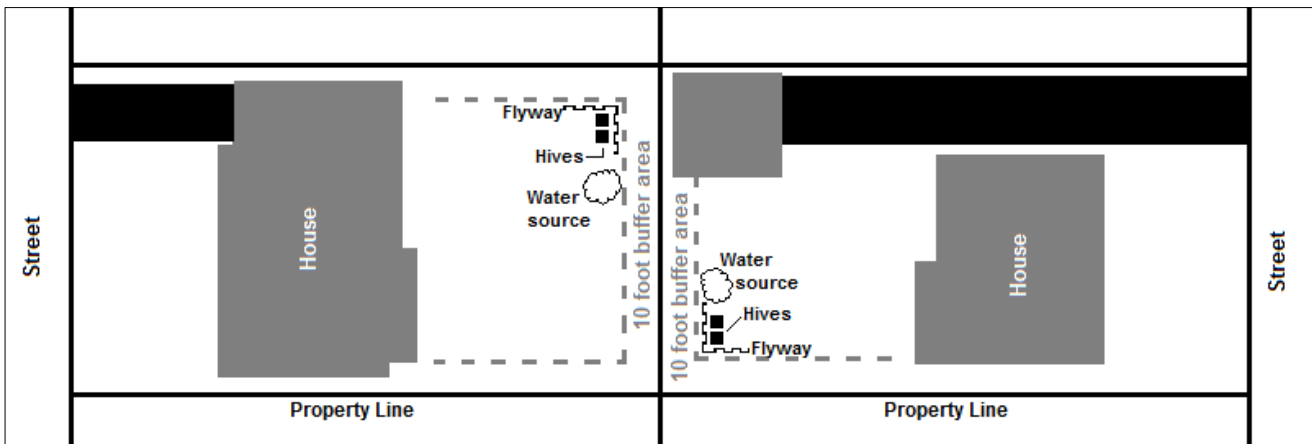 Street
House
Flyway
Hives
Water
source
10 foot buffer area
Property Line
10 foot buffer area
Water
source
Hives
Flyway
House
Property Line
Street